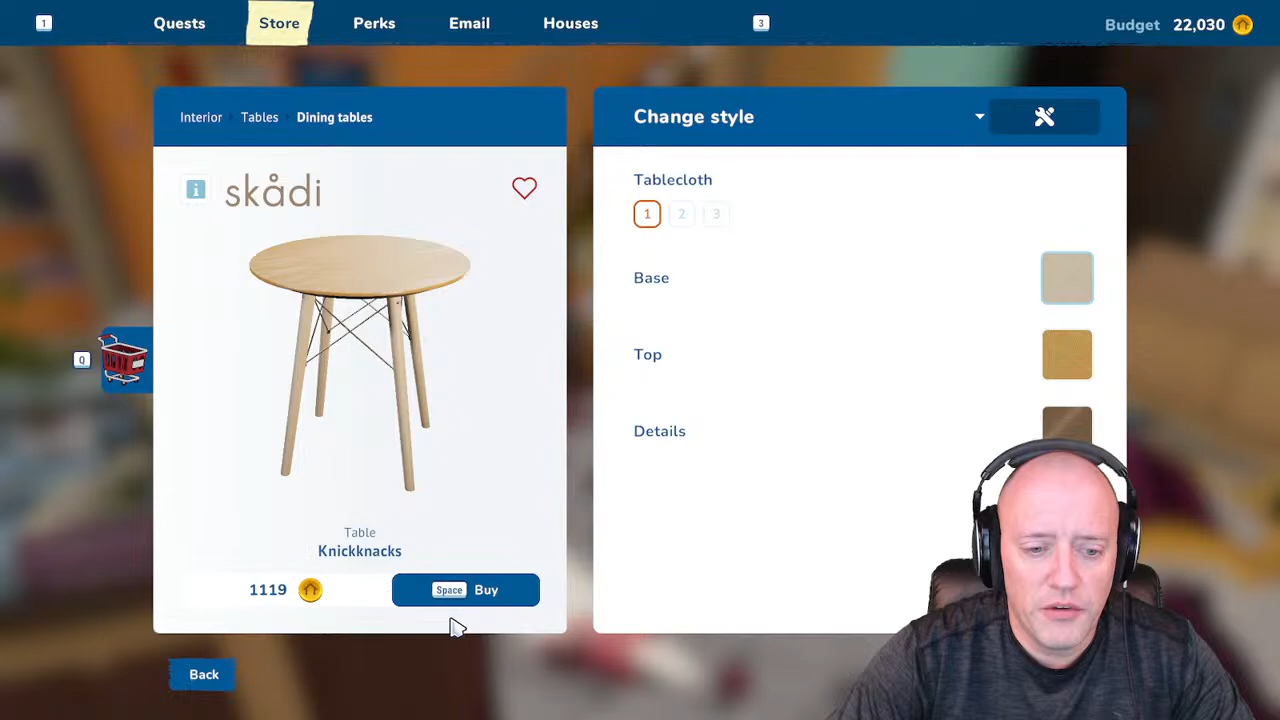 1 Quests Store Perks Email Houses 3 Budget 22,030
Interior Tables Dining tables
i skådi
Q
Table
Knickknacks
1119 Space Buy
Back
Change style
Tablecloth
1 2 3
Base
Top
Details